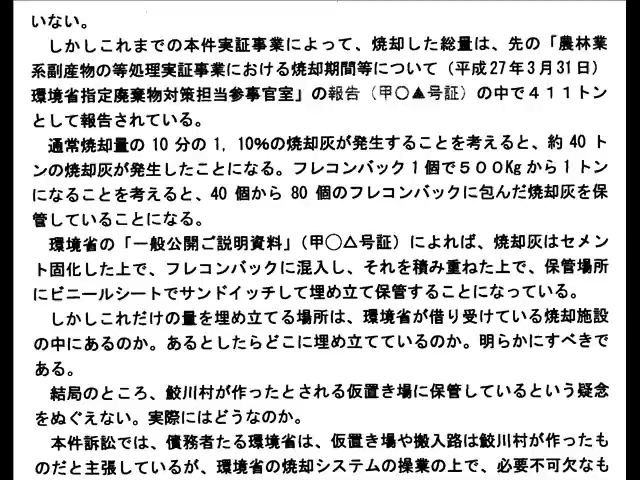 いない。
しかしこれまでの本件実証事業によって、焼却した総量は、先の「農林業
系副産物の等処理実証事業における焼却期間等について（平成27年3月31日）
環境省指定廃棄物対策担当参事官室」の報告（甲〇▲号証）の中で４１１トン
として報告されている。
通常焼却量の 10 分の 1, 10%の焼却灰が発生することを考えると、約 40 ト
ンの焼却灰が発生したことになる。フレコンバック 1 個で５００Kg から 1 トン
になることを考えると、40 個から 80 個のフレコンバックに包んだ焼却灰を保
管していることになる。
環境省の「一般公開ご説明資料」（甲〇△号証）によれば、焼却灰はセメン
ト固化した上で、フレコンバックに混入し、それを積み重ねた上で、保管場所
にビニールシートでサンドイッチして埋め立て保管することになっている。
しかしこれだけの量を埋め立てる場所は、環境省が借り受けている焼却施設
の中にあるのか。あるとしたらどこに埋め立てているのか。明らかにすべきで
ある。
結局のところ、鮫川村が作ったとされる仮置き場に保管しているという疑念
をぬぐえない。実際にはどうなのか。
本件訴訟では、債務者たる環境省は、仮置き場や搬入路は鮫川村が作ったも
のだと主張しているが、環境省の焼却システムの操業の上で、必要不可欠なも